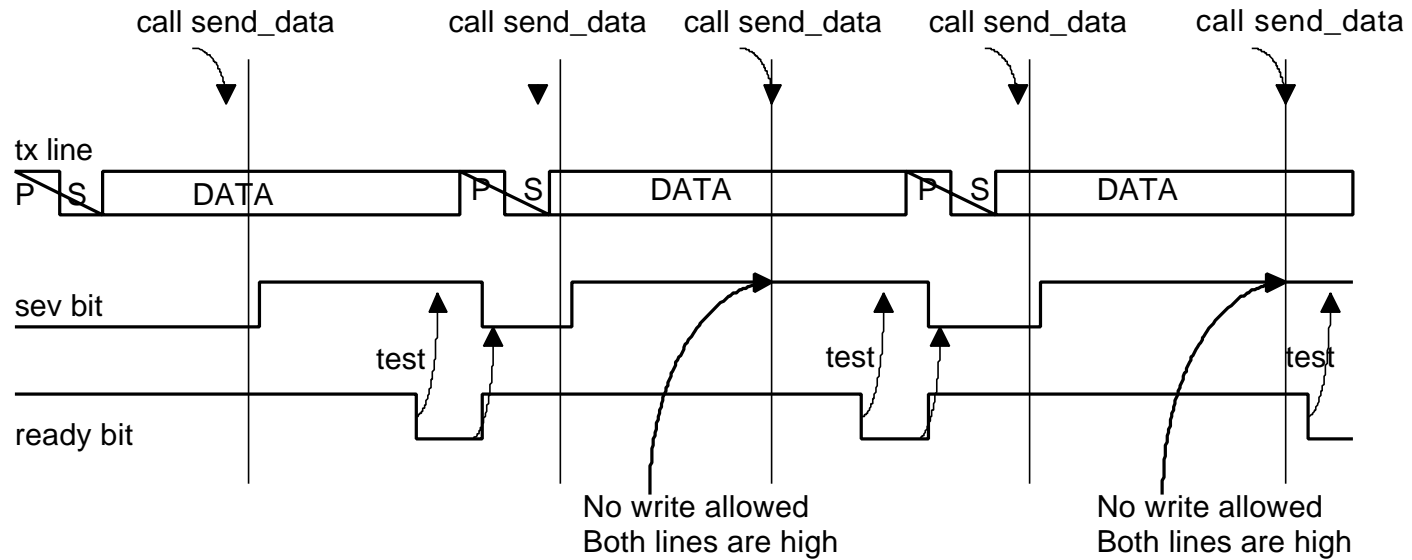 call send_data call send_data call send_data call send_data call send_data
tx line
P S DATA P S DATA P S DATA
sev bit
test test test
ready bit
No write allowed No write allowed
Both lines are high Both lines are high